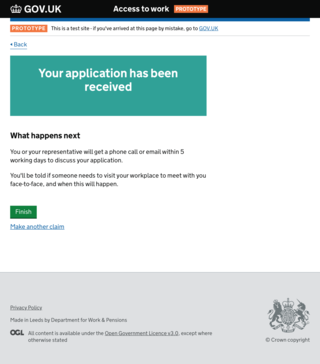 GOV.UK
Access to work PROTOTYPE
PROTOTYPE This is a test site - if you've arrived at this page by mistake, go to GOV.UK
Back
Your application has been
received
What happens next
You or your representative will get a phone call or email within 5
working days to discuss your application.
You'll be told if someone needs to visit your workplace to meet with you
face-to-face, and when this will happen.
Finish
Make another claim
Privacy Policy
Made in Leeds by Department for Work & Pensions
OGL All content is available under the Open Government Licence v3.0, except where
otherwise stated
© Crown copyright